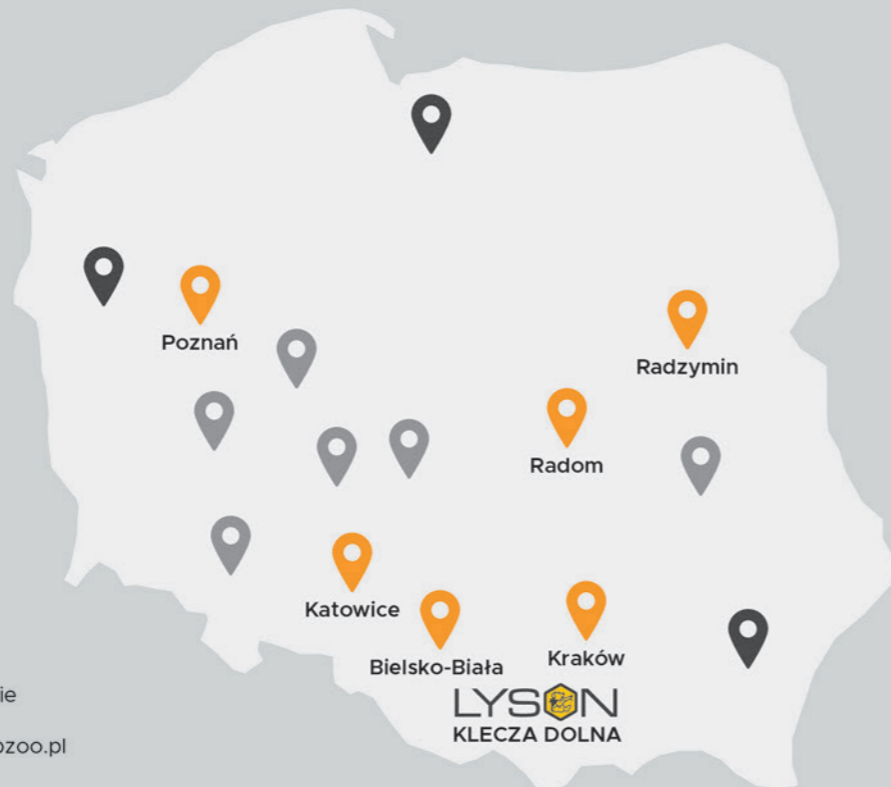 Poznań
Radzymin
Radom
Katowice
Bielsko-Biała
Kraków
LYSON
KLECZA DOLNA